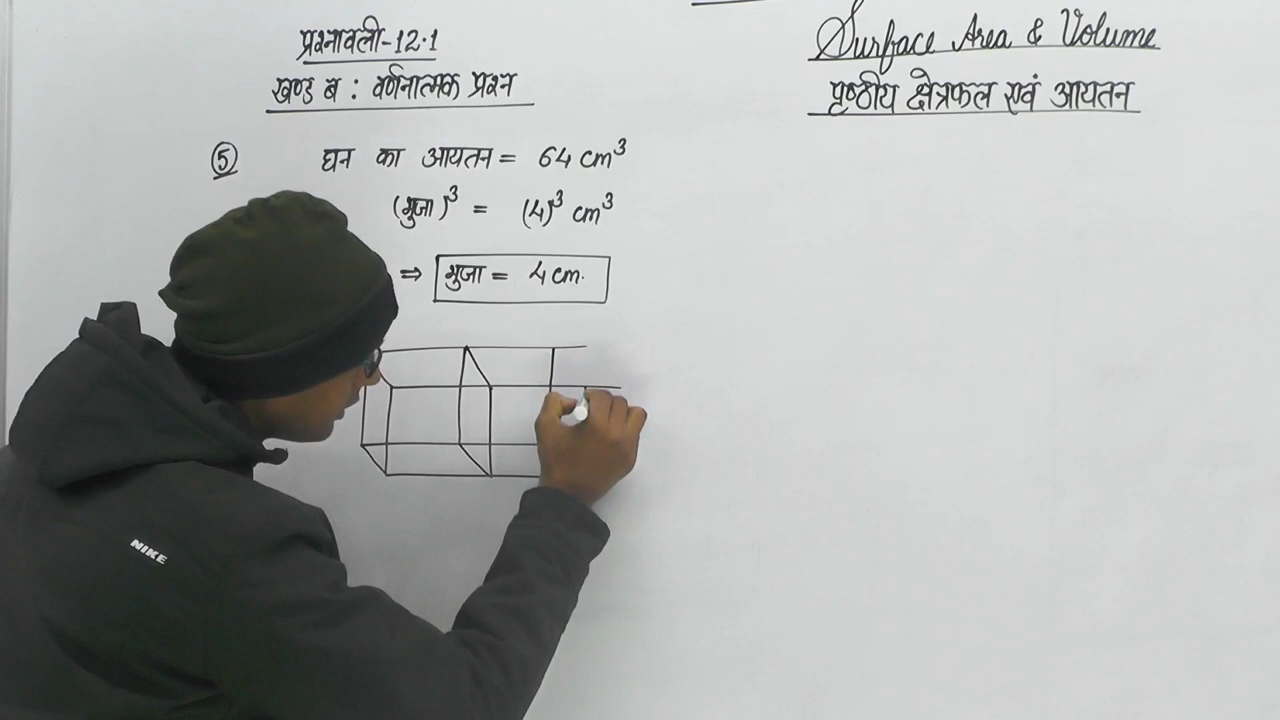 प्रश्नावली-12.1
खण्ड ब : वर्णनात्मक प्रश्न
Surface Area & Volume
पृष्ठीय क्षेत्रफल एवं आयतन
⑤ घन का आयतन = 64 cm³
(भुजा)³ = (4)³ cm³
⇒ भुजा = 4 cm.
NIKE